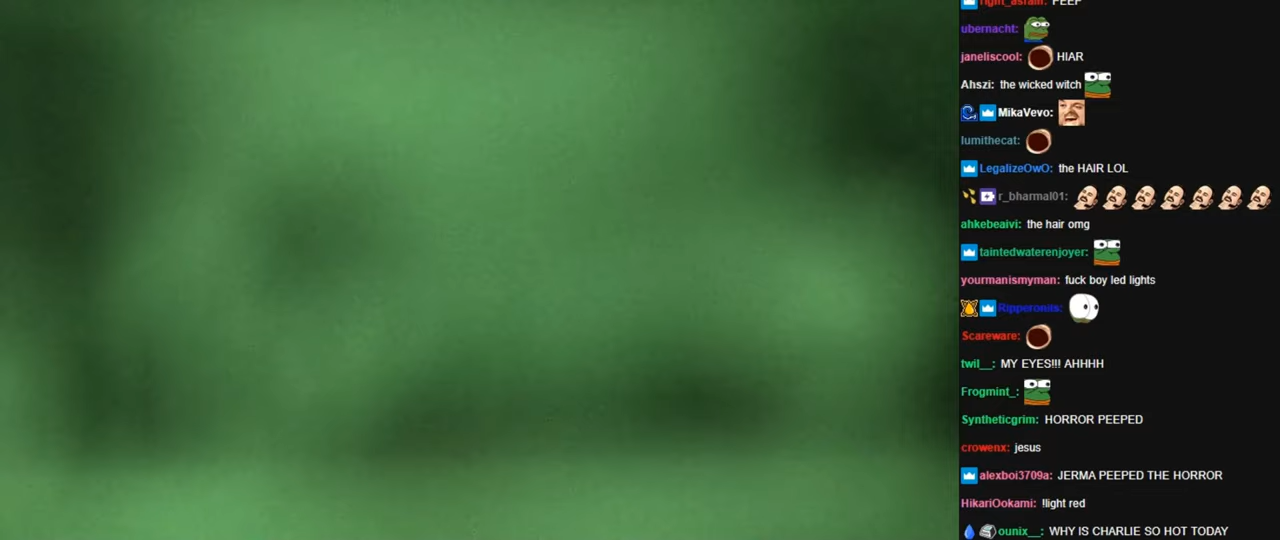 right_asrain: PEEP
ubernacht:
janeliscool: HIAR
Ahszi: the wicked witch
MikaVevo:
lumithecat:
LegalizeOwO: the HAIR LOL
r_bharmal01:
ahkebeaivi: the hair omg
taintedwaterenjoyer:
yourmanismyman: fuck boy led lights
Ripperoniis:
Scareware:
twil__: MY EYES!!! AHHHH
Frogmint_:
Syntheticgrim: HORROR PEEPED
crowenx: jesus
alexboi3709a: JERMA PEEPED THE HORROR
HikariOokami: !light red
ounix__: WHY IS CHARLIE SO HOT TODAY